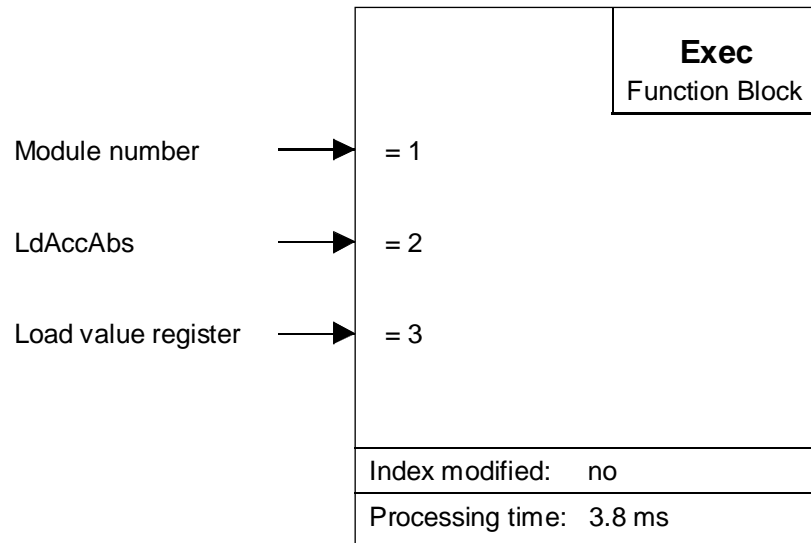 Exec
Function Block
Module number = 1
LdAccAbs = 2
Load value register = 3
Index modified: no
Processing time: 3.8 ms